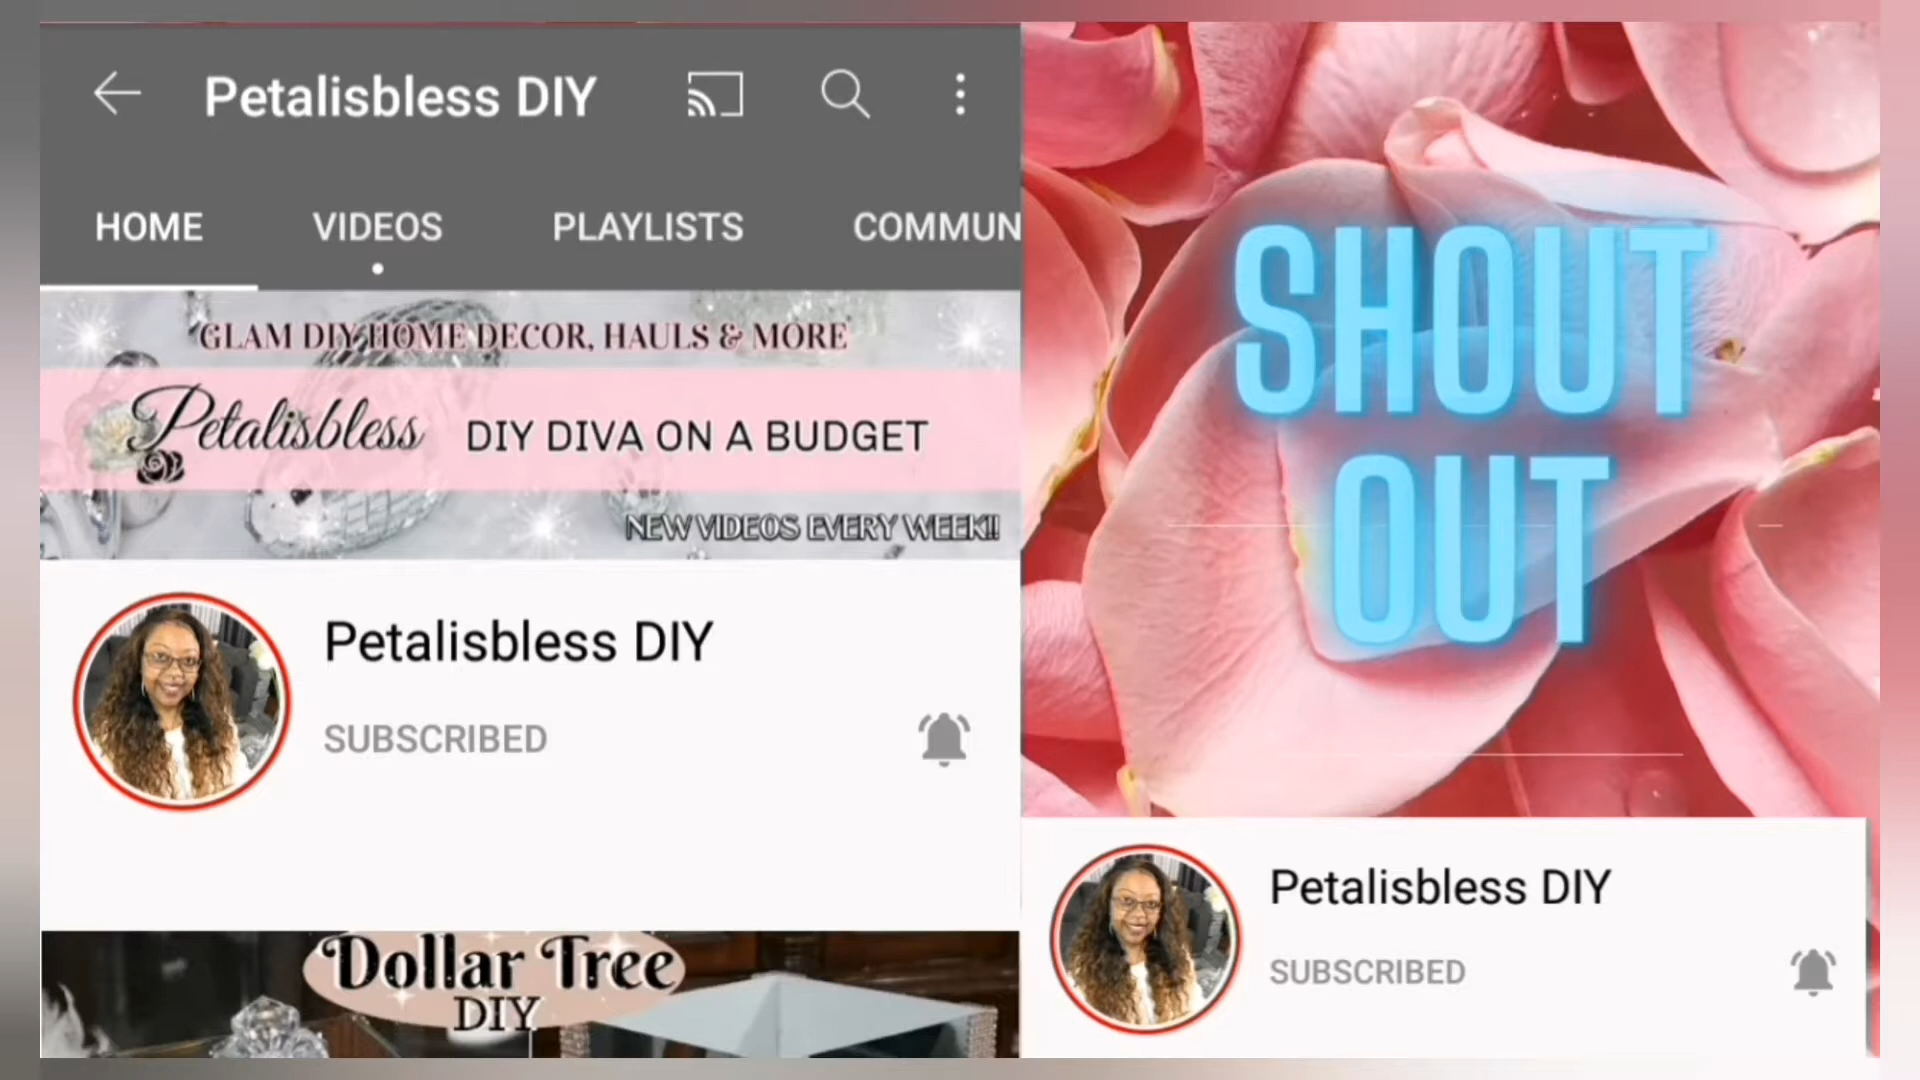 Petalisbless DIY
HOME VIDEOS PLAYLISTS COMMUN
GLAM DIY HOME DECOR, HAULS & MORE
Petalisbless DIY DIVA ON A BUDGET
NEW VIDEOS EVERY WEEK!!
Petalisbless DIY
SUBSCRIBED
Dollar Tree
DIY
SHOUT
OUT
Petalisbless DIY
SUBSCRIBED